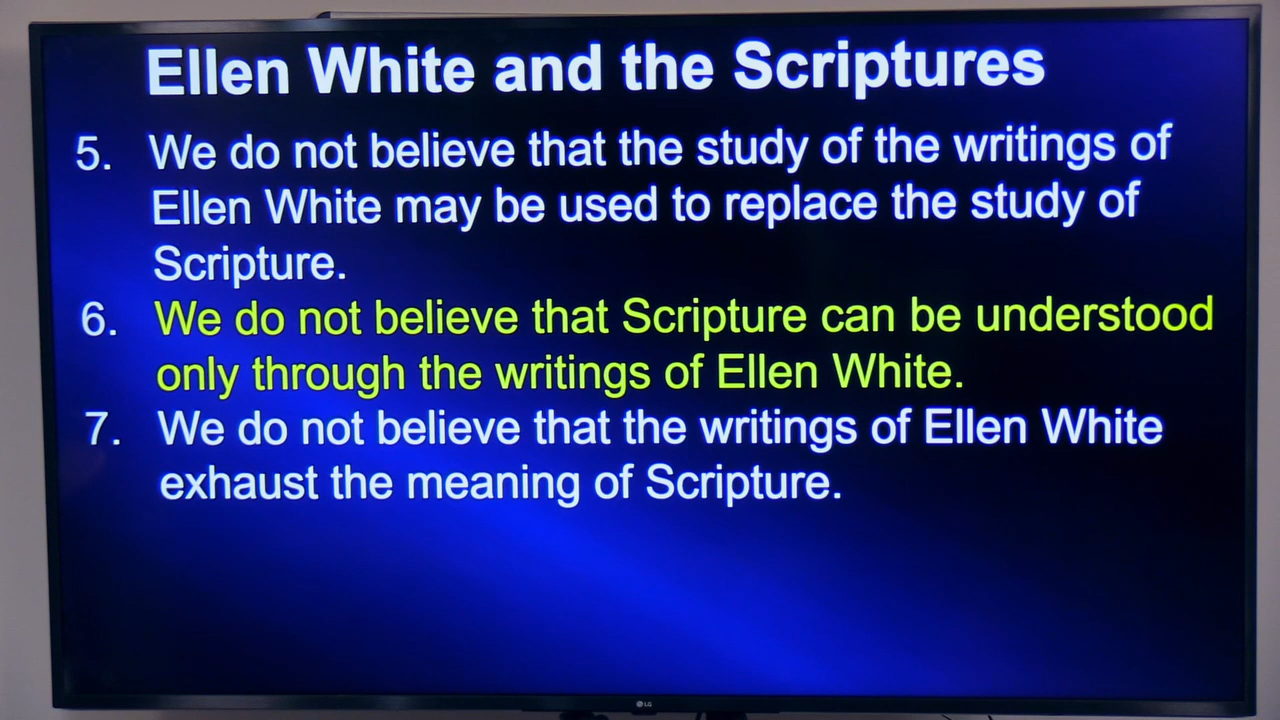 Ellen White and the Scriptures
5. We do not believe that the study of the writings of
Ellen White may be used to replace the study of
Scripture.
6. We do not believe that Scripture can be understood
only through the writings of Ellen White.
7. We do not believe that the writings of Ellen White
exhaust the meaning of Scripture.
LG